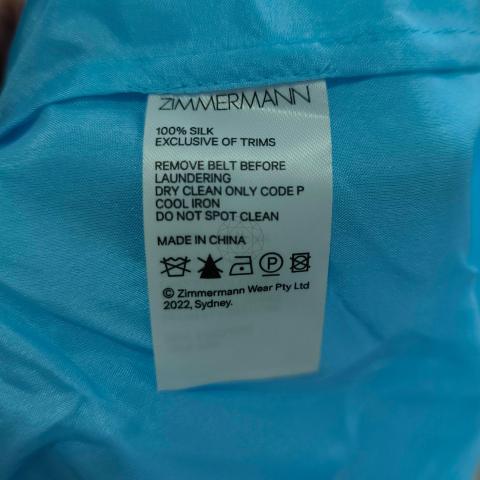 ZIMMERMANN
100% SILK
EXCLUSIVE OF TRIMS
REMOVE BELT BEFORE
LAUNDERING
DRY CLEAN ONLY CODE P
COOL IRON
DO NOT SPOT CLEAN
MADE IN CHINA
P
© Zimmermann Wear Pty Ltd
2022, Sydney.